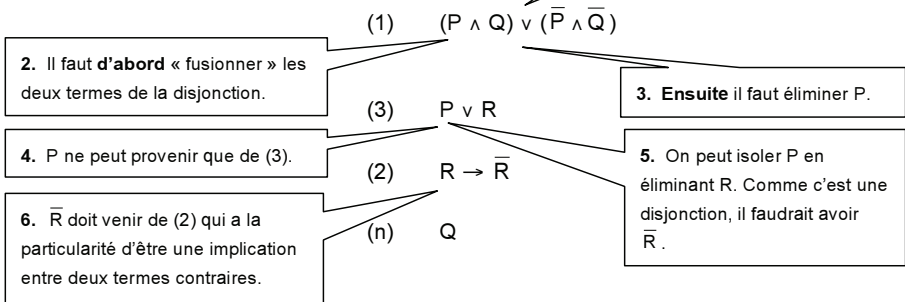 (1) (P ∧ Q) ∨ (P̅ ∧ Q̅)
2. Il faut d'abord « fusionner » les
deux termes de la disjonction.
3. Ensuite il faut éliminer P.
(3) P ∨ R
4. P ne peut provenir que de (3).
5. On peut isoler P en
éliminant R. Comme c'est une
disjonction, il faudrait avoir
R̅ .
(2) R → R̅
6. R̅ doit venir de (2) qui a la
particularité d'être une implication
entre deux termes contraires.
(n) Q